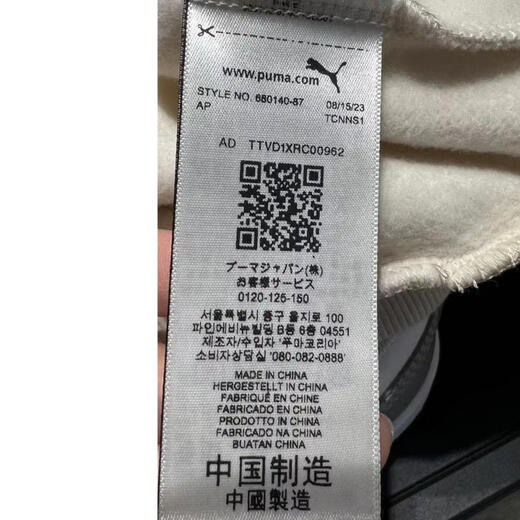 www.puma.com
STYLE NO. 680140-87 08/15/23
AP TCNNS1
AD TTVD1XRC00962
プーマジャパン(株)
お客様サービス
0120-125-150
서울특별시 중구 을지로 100
파인에비뉴빌딩 B동 6층 04551
제조자/수입자 '푸마코리아'
소비자상담실 '080-082-0888'
MADE IN CHINA
HERGESTELLT IN CHINA
FABRIQUÉ EN CHINE
FABRICADO EN CHINA
PRODOTTO IN CHINA
FABRICADO NA CHINA
BUATAN CHINA
中国制造
中國製造